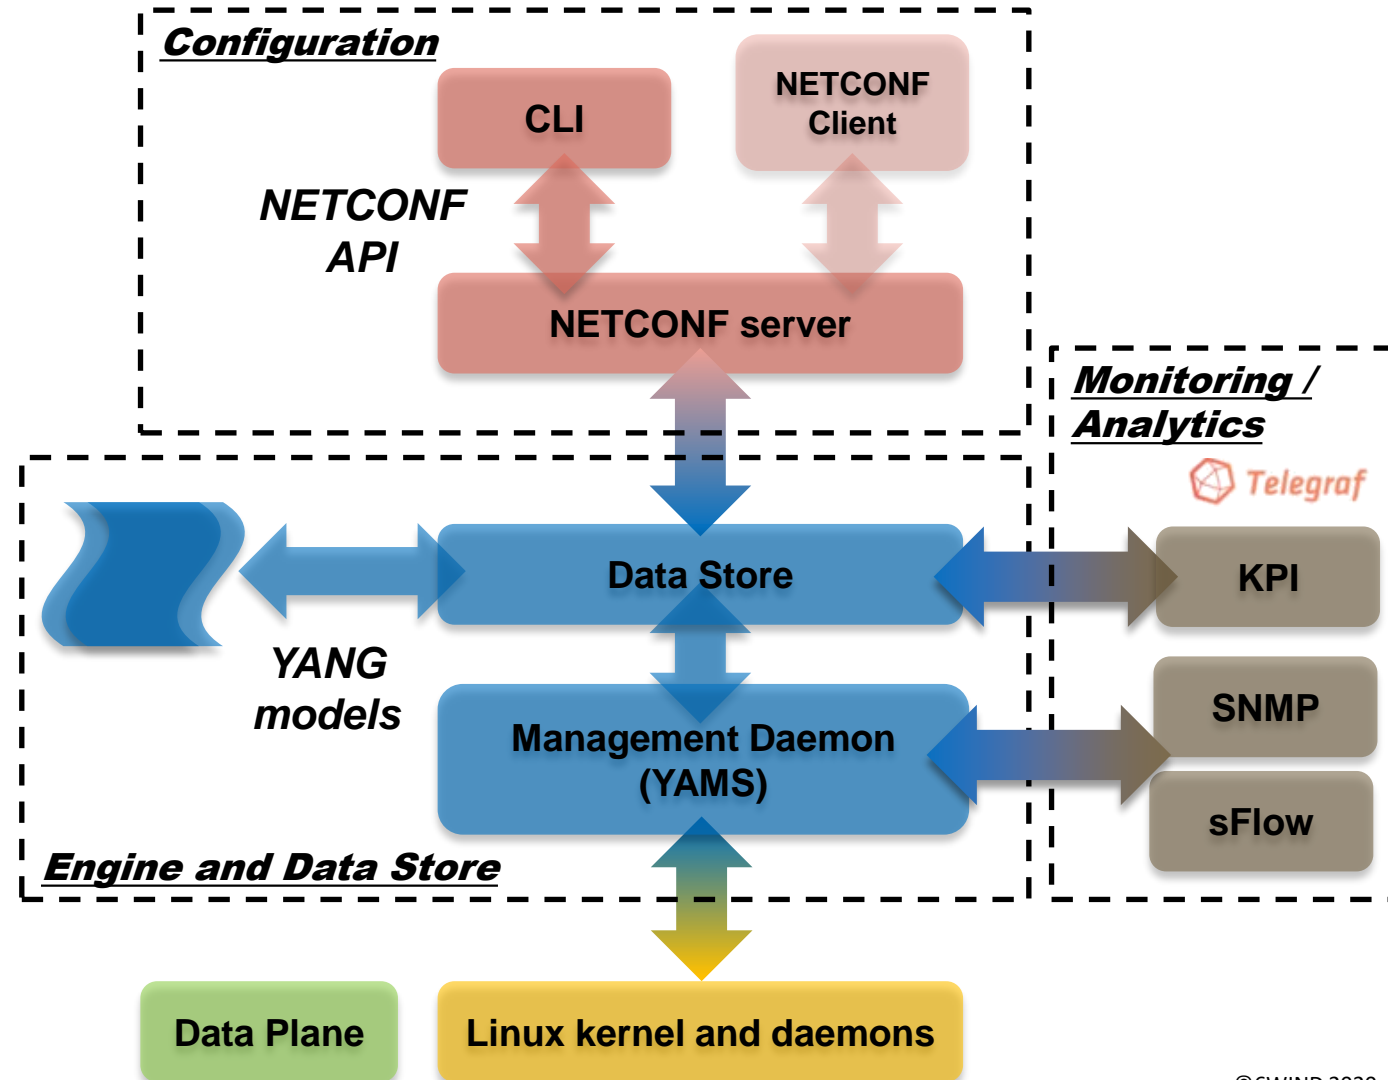 Configuration
CLI
NETCONF
Client
NETCONF
API
NETCONF server
Monitoring /
Analytics
Telegraf
Data Store
KPI
YANG
models
SNMP
Management Daemon
(YAMS)
sFlow
Engine and Data Store
Data Plane
Linux kernel and daemons